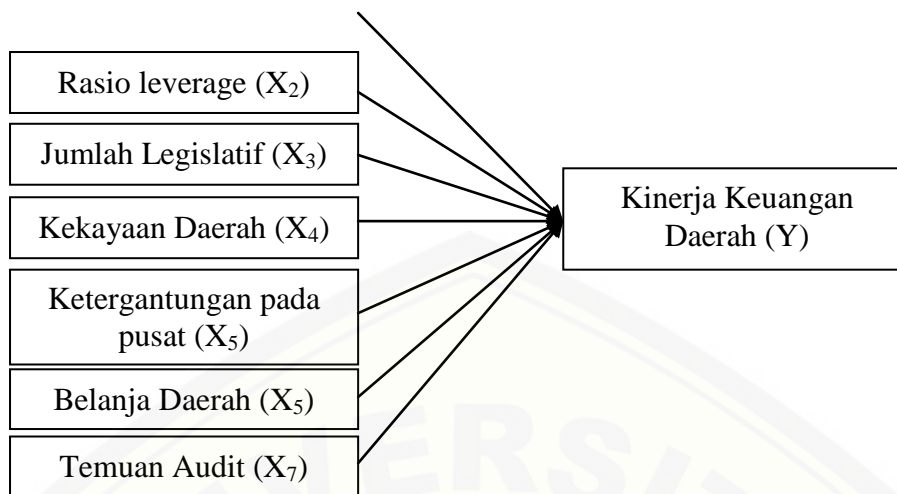 Rasio leverage (X₂)
Jumlah Legislatif (X₃)
Kekayaan Daerah (X₄)
Ketergantungan pada
pusat (X₅)
Belanja Daerah (X₅)
Temuan Audit (X₇)
Kinerja Keuangan
Daerah (Y)
VERSIT